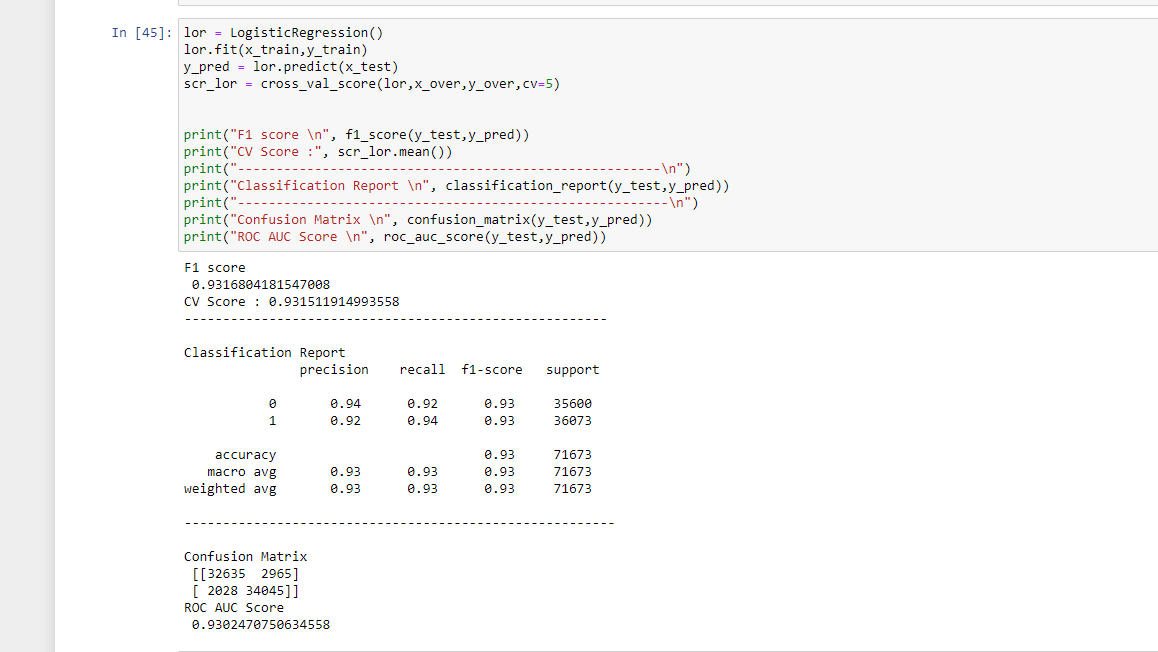 In [45]: lor = LogisticRegression()
lor.fit(x_train,y_train)
y_pred = lor.predict(x_test)
scr_lor = cross_val_score(lor,x_over,y_over,cv=5)
print("F1 score \n", f1_score(y_test,y_pred))
print("CV Score :", scr_lor.mean())
print("-------------------------------------------------------\n")
print("Classification Report \n", classification_report(y_test,y_pred))
print("--------------------------------------------------------\n")
print("Confusion Matrix \n", confusion_matrix(y_test,y_pred))
print("ROC AUC Score \n", roc_auc_score(y_test,y_pred))
F1 score
0.9316804181547008
CV Score : 0.931511914993558
-------------------------------------------------------
Classification Report
precision recall f1-score support
0 0.94 0.92 0.93 35600
1 0.92 0.94 0.93 36073
accuracy 0.93 71673
macro avg 0.93 0.93 0.93 71673
weighted avg 0.93 0.93 0.93 71673
--------------------------------------------------------
Confusion Matrix
[[32635 2965]
[ 2028 34045]]
ROC AUC Score
0.9302470750634558